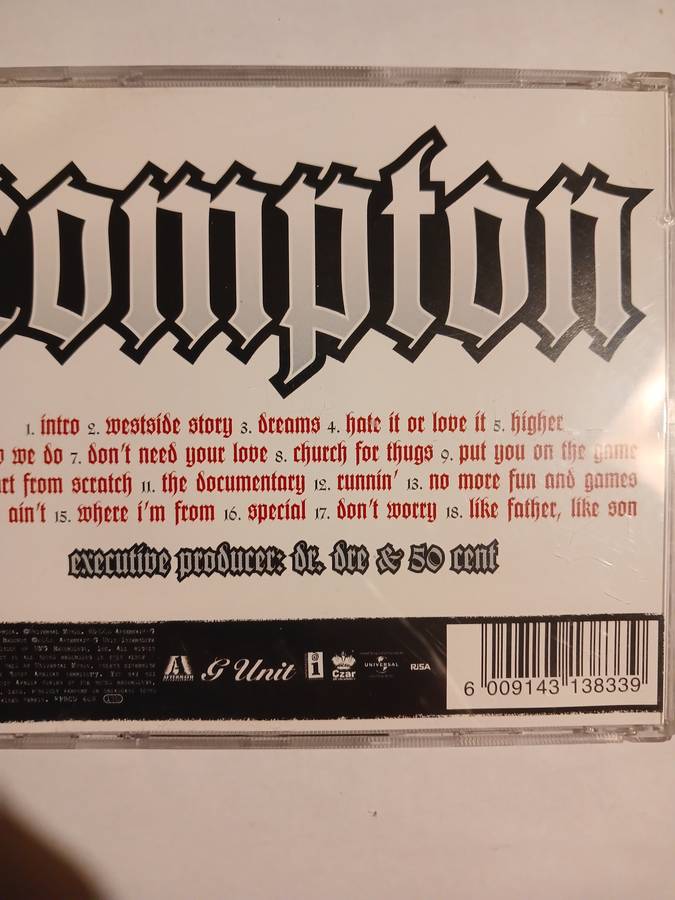 compton
1. intro 2. westside story 3. dreams 4. hate it or love it 5. higher
we do 7. don't need your love 8. church for thugs 9. put you on the game
from scratch 11. the documentary 12. runnin' 13. no more fun and games
ain't 15. where i'm from 16. special 17. don't worry 18. like father, like son
executive producer: dr. dre & 50 cent
AFTERMATH G Unit i Czar UNIVERSAL RiSA
6 009143 138339